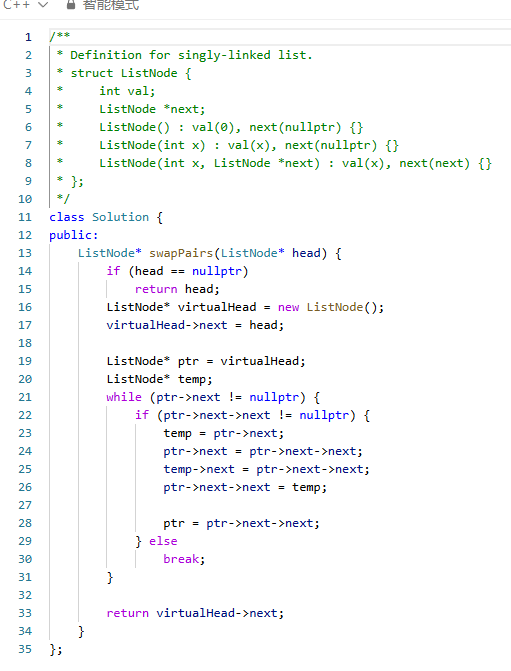 C++ 智能模式
1 /**
2 * Definition for singly-linked list.
3 * struct ListNode {
4 *     int val;
5 *     ListNode *next;
6 *     ListNode() : val(0), next(nullptr) {}
7 *     ListNode(int x) : val(x), next(nullptr) {}
8 *     ListNode(int x, ListNode *next) : val(x), next(next) {}
9 * };
10 */
11 class Solution {
12 public:
13     ListNode* swapPairs(ListNode* head) {
14         if (head == nullptr)
15             return head;
16         ListNode* virtualHead = new ListNode();
17         virtualHead->next = head;
18
19         ListNode* ptr = virtualHead;
20         ListNode* temp;
21         while (ptr->next != nullptr) {
22             if (ptr->next->next != nullptr) {
23                 temp = ptr->next;
24                 ptr->next = ptr->next->next;
25                 temp->next = ptr->next->next;
26                 ptr->next->next = temp;
27
28                 ptr = ptr->next->next;
29             } else
30                 break;
31         }
32
33         return virtualHead->next;
34     }
35 };